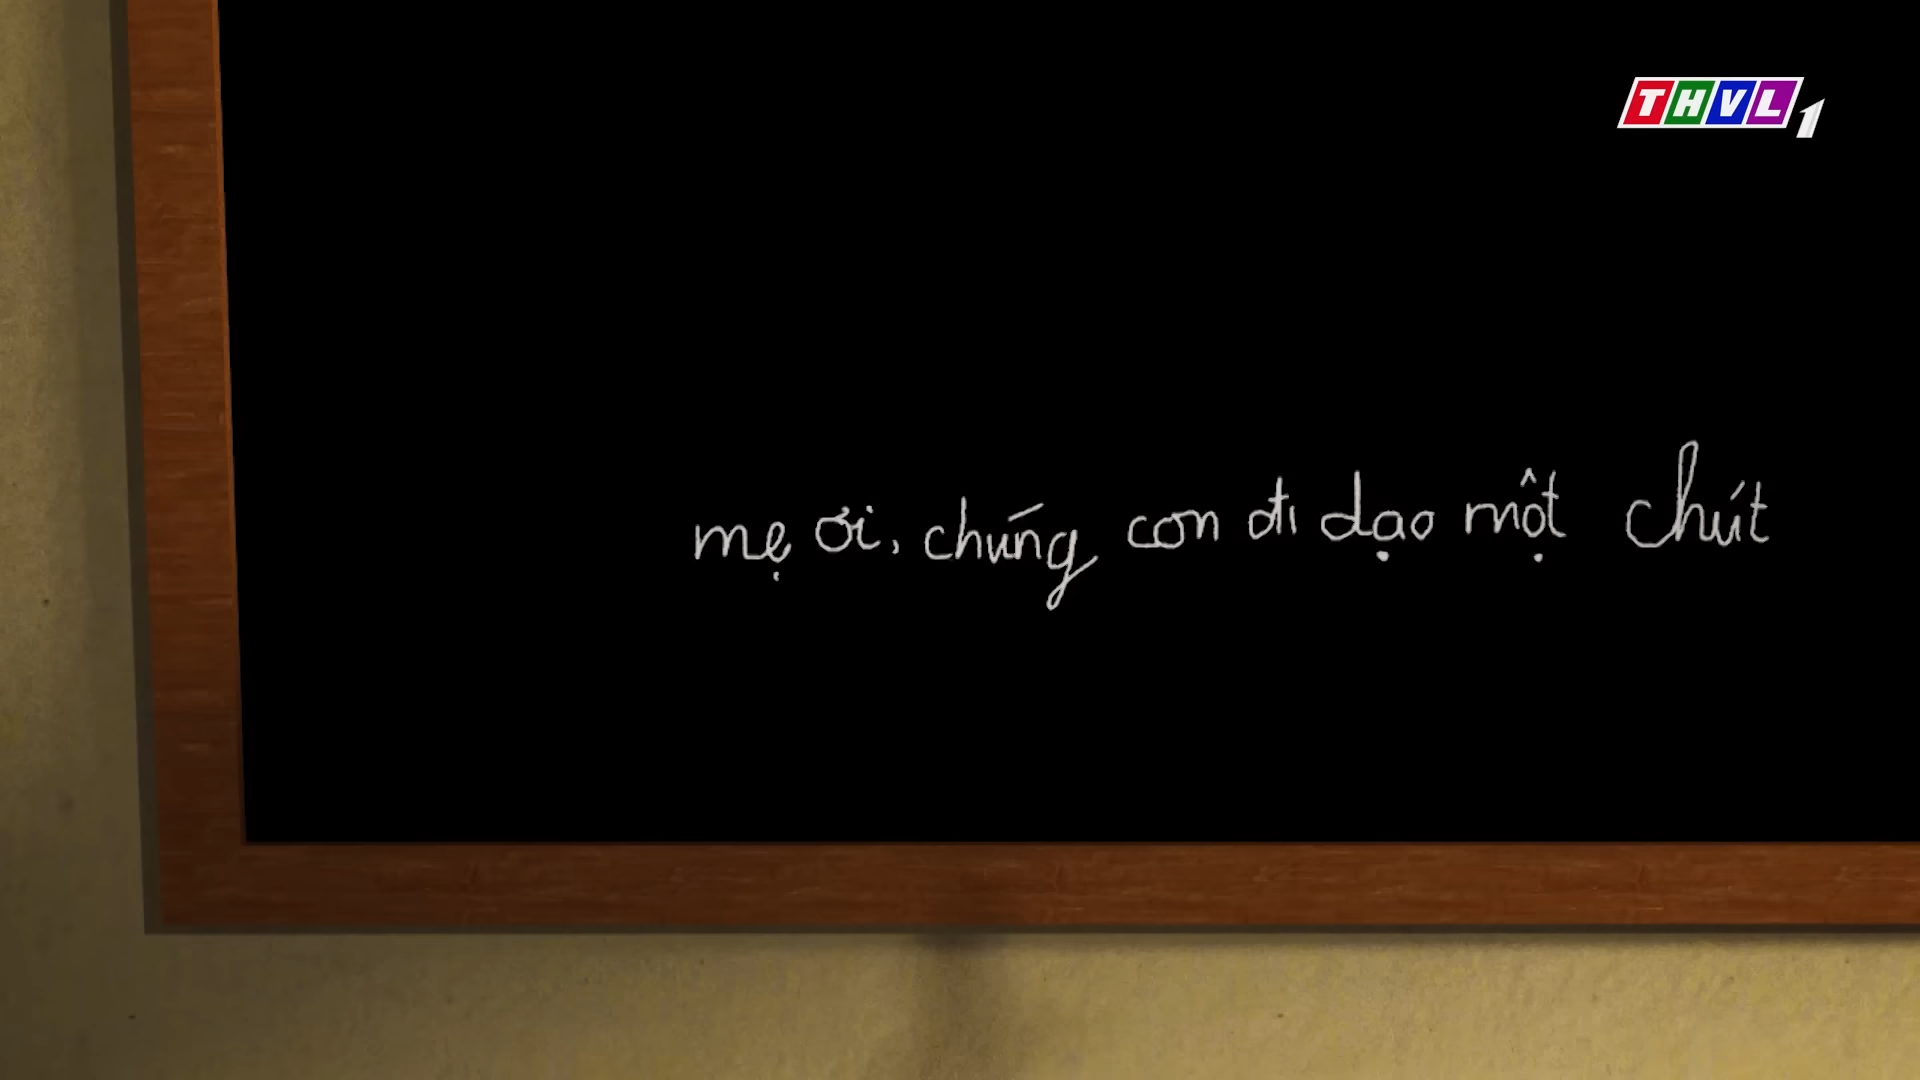 THVL1
mẹ ơi, chúng con đi dạo một chút